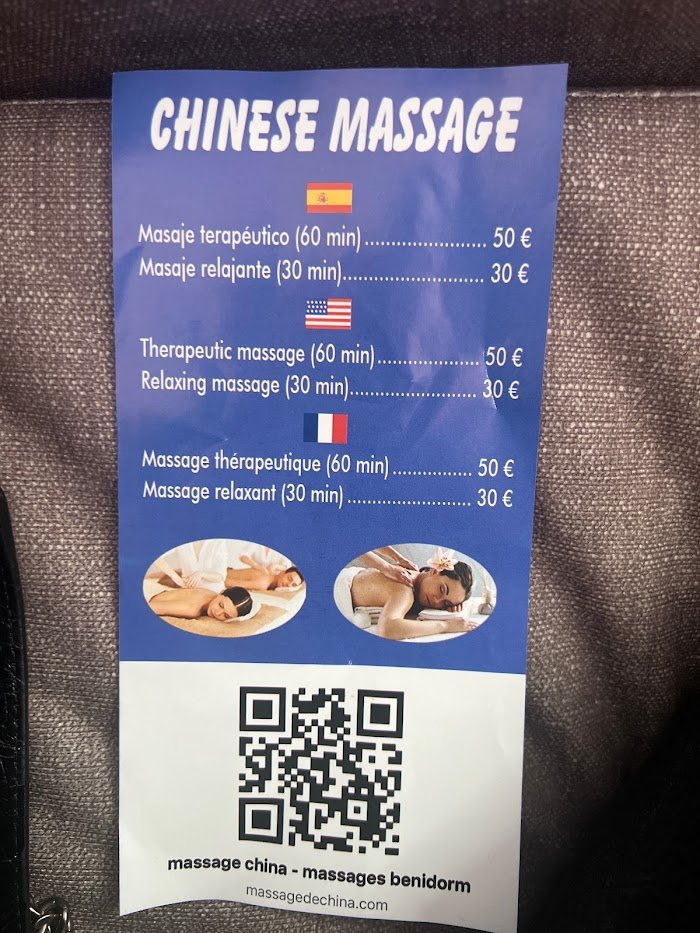 CHINESE MASSAGE
Masaje terapéutico (60 min)....................... 50 €
Masaje relajante (30 min)........................ 30 €
Therapeutic massage (60 min)................. 50 €
Relaxing massage (30 min)..................... 30 €
Massage thérapeutique (60 min)............... 50 €
Massage relaxant (30 min)..................... 30 €
massage china - massages benidorm
massagedechina.com